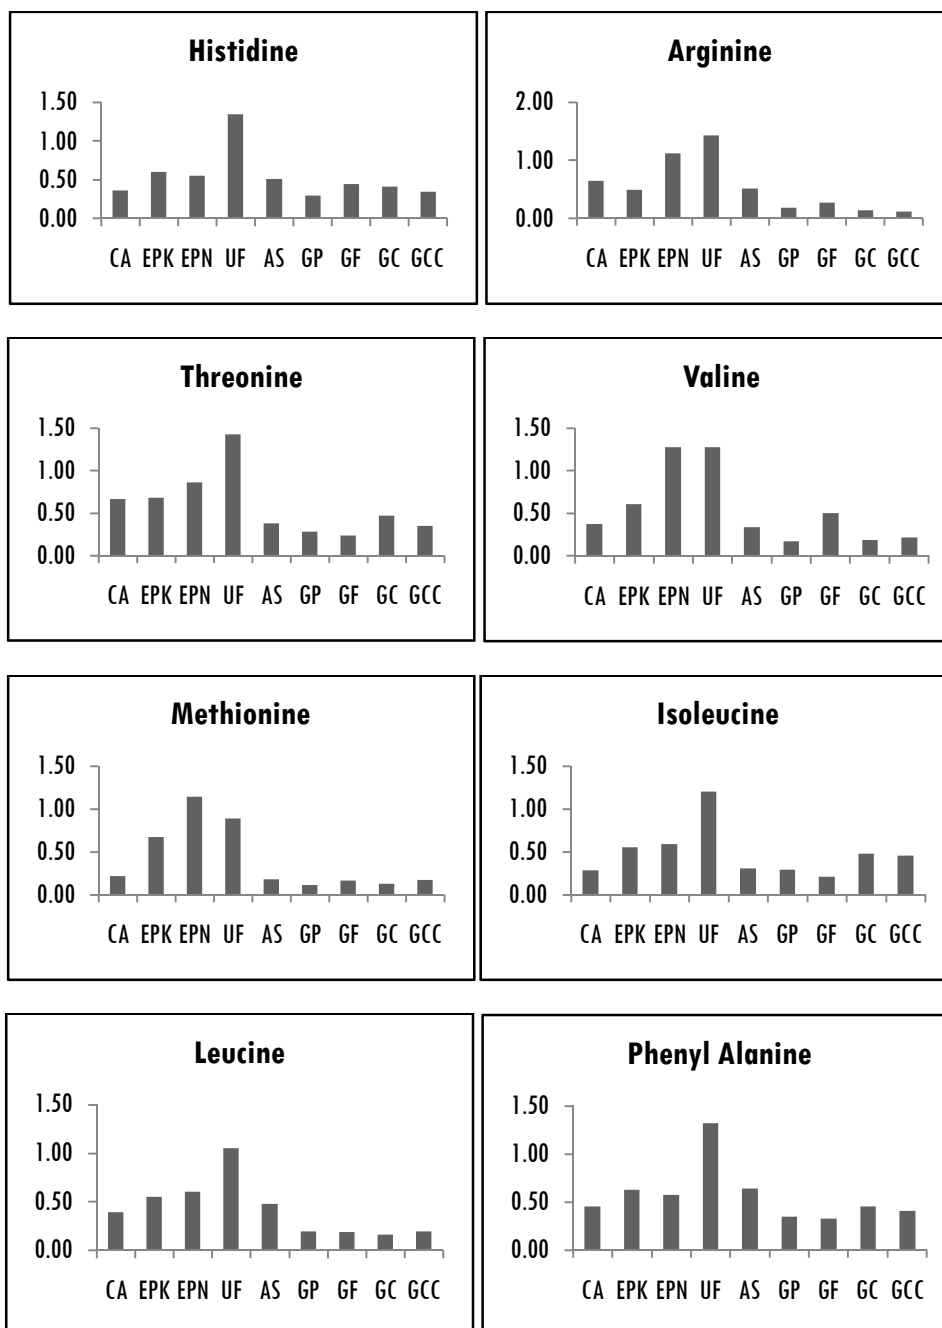 Histidine
1.50
1.00
0.50
0.00
CA EPK EPN UF AS GP GF GC GCC
Arginine
2.00
1.00
0.00
CA EPK EPN UF AS GP GF GC GCC
Threonine
1.50
1.00
0.50
0.00
CA EPK EPN UF AS GP GF GC GCC
Valine
1.50
1.00
0.50
0.00
CA EPK EPN UF AS GP GF GC GCC
Methionine
1.50
1.00
0.50
0.00
CA EPK EPN UF AS GP GF GC GCC
Isoleucine
1.50
1.00
0.50
0.00
CA EPK EPN UF AS GP GF GC GCC
Leucine
1.50
1.00
0.50
0.00
CA EPK EPN UF AS GP GF GC GCC
Phenyl Alanine
1.50
1.00
0.50
0.00
CA EPK EPN UF AS GP GF GC GCC